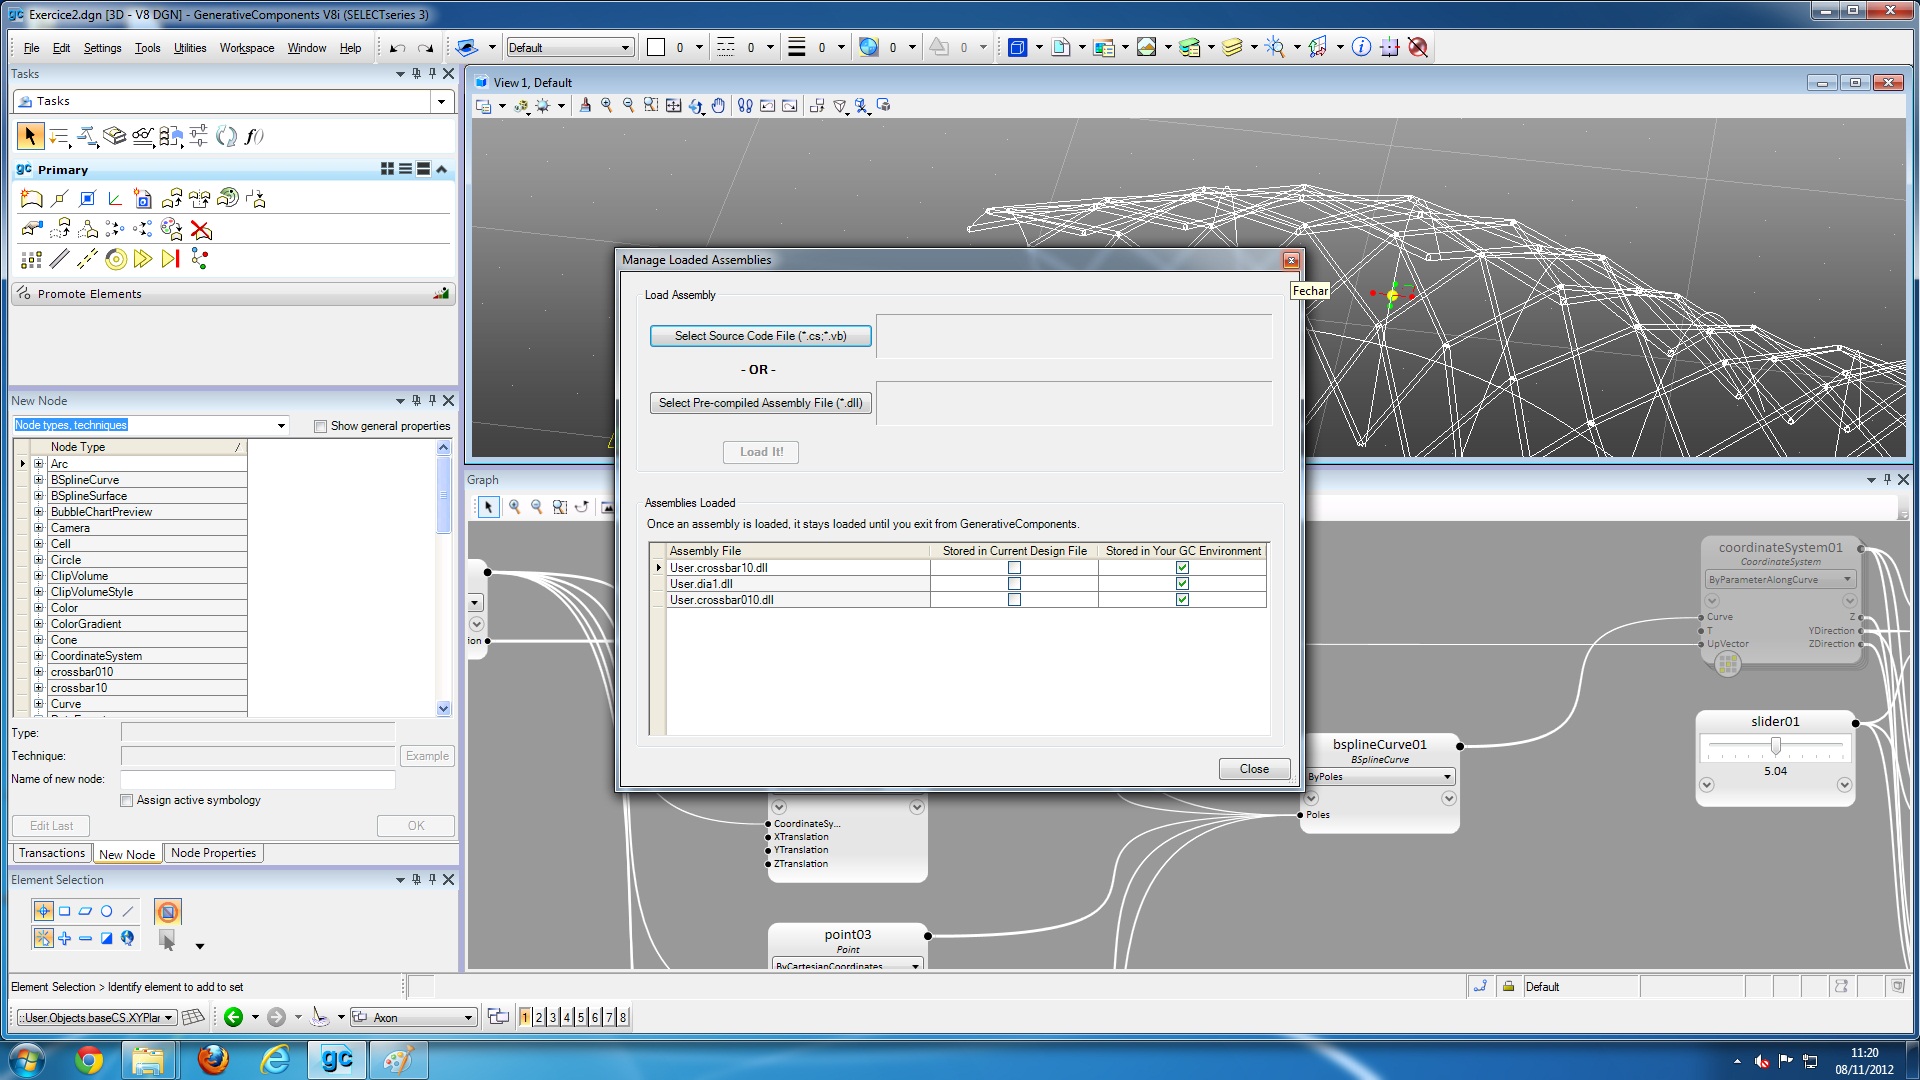 Exercice2.dgn [3D - V8 DGN] - GenerativeComponents V8i (SELECTseries 3)
File Edit Settings Tools Utilities Workspace Window Help
Default
0 0 0 0 0
Tasks
Tasks
f()
gc Primary
Promote Elements
New Node
Node types, techniques
Show general properties
Node Type
Arc
BSplineCurve
BSplineSurface
BubbleChartPreview
Camera
Cell
Circle
ClipVolume
ClipVolumeStyle
Color
ColorGradient
Cone
CoordinateSystem
crossbar010
crossbar10
Curve
Type:
Technique:
Example
Name of new node:
Assign active symbology
Edit Last
OK
Transactions New Node Node Properties
Element Selection
View 1, Default
Manage Loaded Assemblies
Fechar
Load Assembly
Select Source Code File (*.cs;*.vb)
- OR -
Select Pre-compiled Assembly File (*.dll)
Load It!
Assemblies Loaded
Once an assembly is loaded, it stays loaded until you exit from GenerativeComponents.
Assembly File Stored in Current Design File Stored in Your GC Environment
User.crossbar10.dll
User.dia1.dll
User.crossbar010.dll
Close
Graph
ion
coordinateSystem01
CoordinateSystem
ByParameterAlongCurve
Curve Z
T YDirection
UpVector ZDirection
slider01
5.04
bsplineCurve01
BSplineCurve
ByPoles
Poles
CoordinateSy...
XTranslation
YTranslation
ZTranslation
point03
Point
ByCartesianCoordinates
Element Selection > Identify element to add to set
Default
::User.Objects.baseCS.XYPlar
Axon
1 2 3 4 5 6 7 8
gc
11:20
08/11/2012